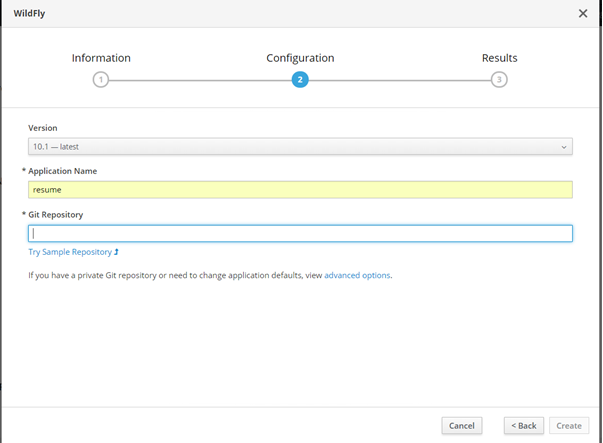 WildFly
Information Configuration Results
1 2 3
Version
10.1 — latest
* Application Name
resume
* Git Repository
Try Sample Repository
If you have a private Git repository or need to change application defaults, view advanced options.
Cancel < Back Create